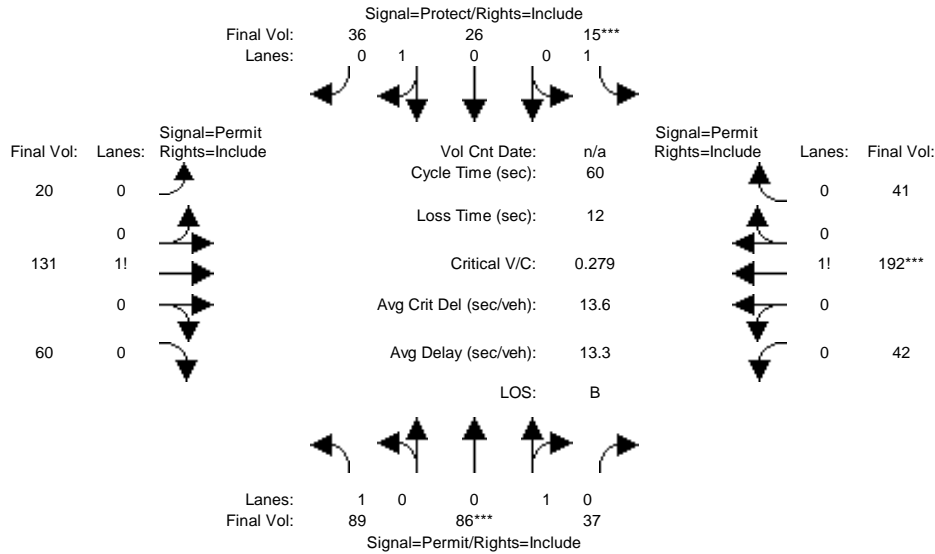 Signal=Protect/Rights=Include
Final Vol: 36 26 15***
Lanes: 0 1 0 0 1
Signal=Permit
Final Vol: Lanes: Rights=Include
Vol Cnt Date: n/a
Signal=Permit
Rights=Include Lanes: Final Vol:
Cycle Time (sec): 60
20 0
0 41
Loss Time (sec): 12
0
0
131 1!
Critical V/C: 0.279
1! 192***
0
Avg Crit Del (sec/veh): 13.6
0
60 0
Avg Delay (sec/veh): 13.3
0 42
LOS: B
Lanes: 1 0 0 1 0
Final Vol: 89 86*** 37
Signal=Permit/Rights=Include